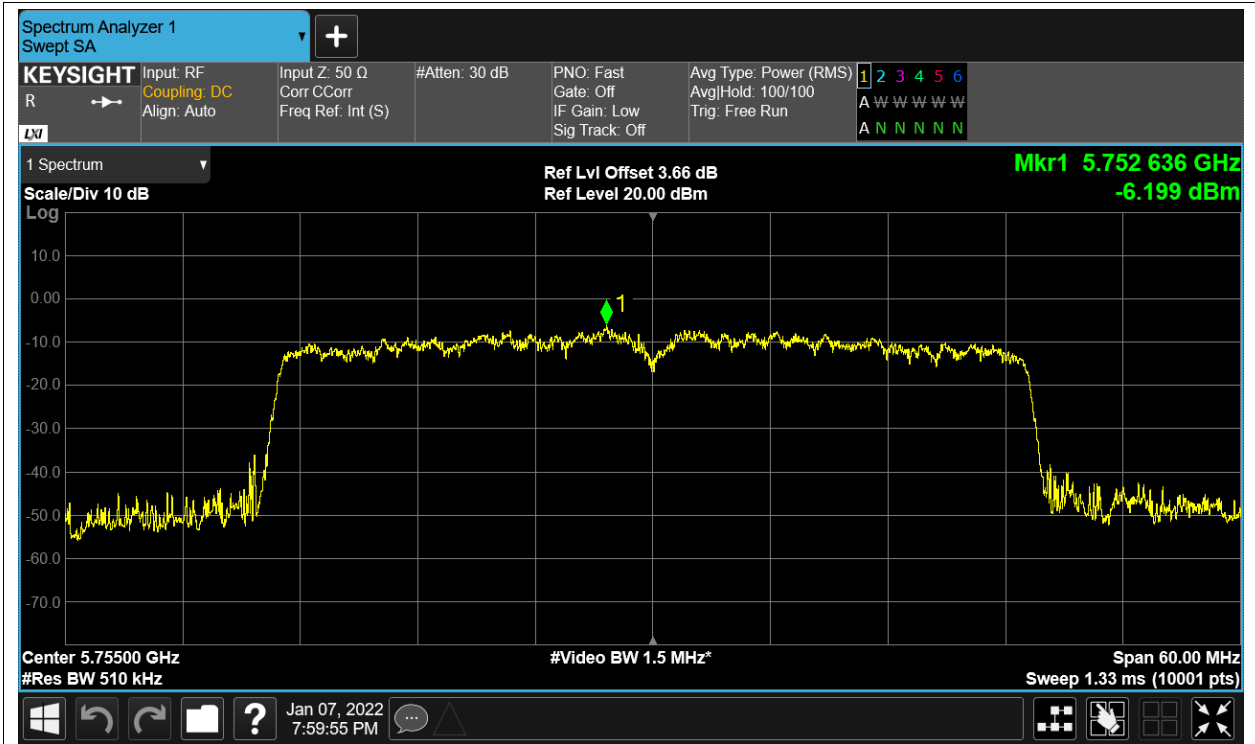 Spectrum Analyzer 1
Swept SA
KEYSIGHT
R
LXI
Input: RF
Coupling: DC
Align: Auto
Input Z: 50 Ω
Corr CCorr
Freq Ref: Int (S)
#Atten: 30 dB
PNO: Fast
Gate: Off
IF Gain: Low
Sig Track: Off
Avg Type: Power (RMS)
Avg|Hold: 100/100
Trig: Free Run
1 2 3 4 5 6
A W W W W W
A N N N N N
1 Spectrum
Scale/Div 10 dB
Log
Ref Lvl Offset 3.66 dB
Ref Level 20.00 dBm
Mkr1 5.752 636 GHz
-6.199 dBm
10.0
0.00
1
-10.0
-20.0
-30.0
-40.0
-50.0
-60.0
-70.0
Center 5.75500 GHz
#Video BW 1.5 MHz*
Span 60.00 MHz
#Res BW 510 kHz
Sweep 1.33 ms (10001 pts)
?
Jan 07, 2022
7:59:55 PM